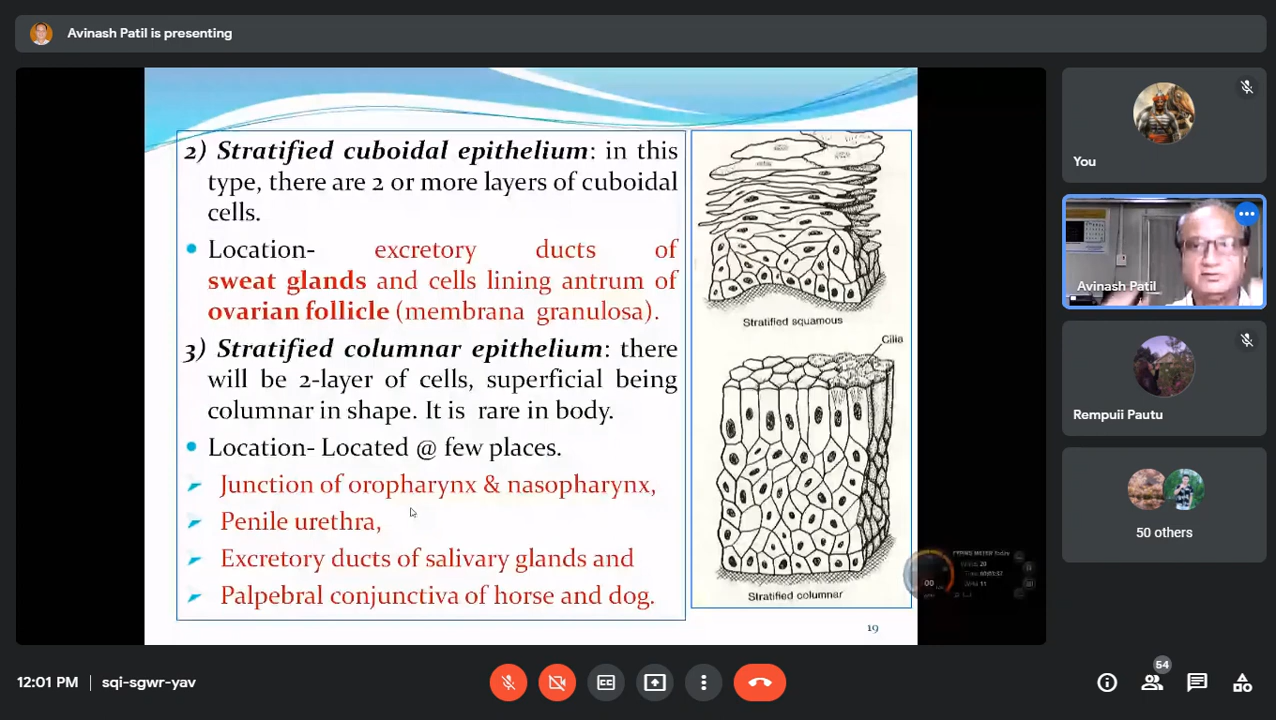 Avinash Patil is presenting
2) Stratified cuboidal epithelium: in this
type, there are 2 or more layers of cuboidal
cells.
Location- excretory ducts of
sweat glands and cells lining antrum of
ovarian follicle (membrana granulosa).
3) Stratified columnar epithelium: there
will be 2-layer of cells, superficial being
columnar in shape. It is rare in body.
Location- Located @ few places.
Junction of oropharynx & nasopharynx,
Penile urethra,
Excretory ducts of salivary glands and
Palpebral conjunctiva of horse and dog.
Stratified squamous
Cilia
Stratified columnar
19
You
Avinash Patil
Rempuii Pautu
50 others
12:01 PM | sqi-sgwr-yav
CC
54